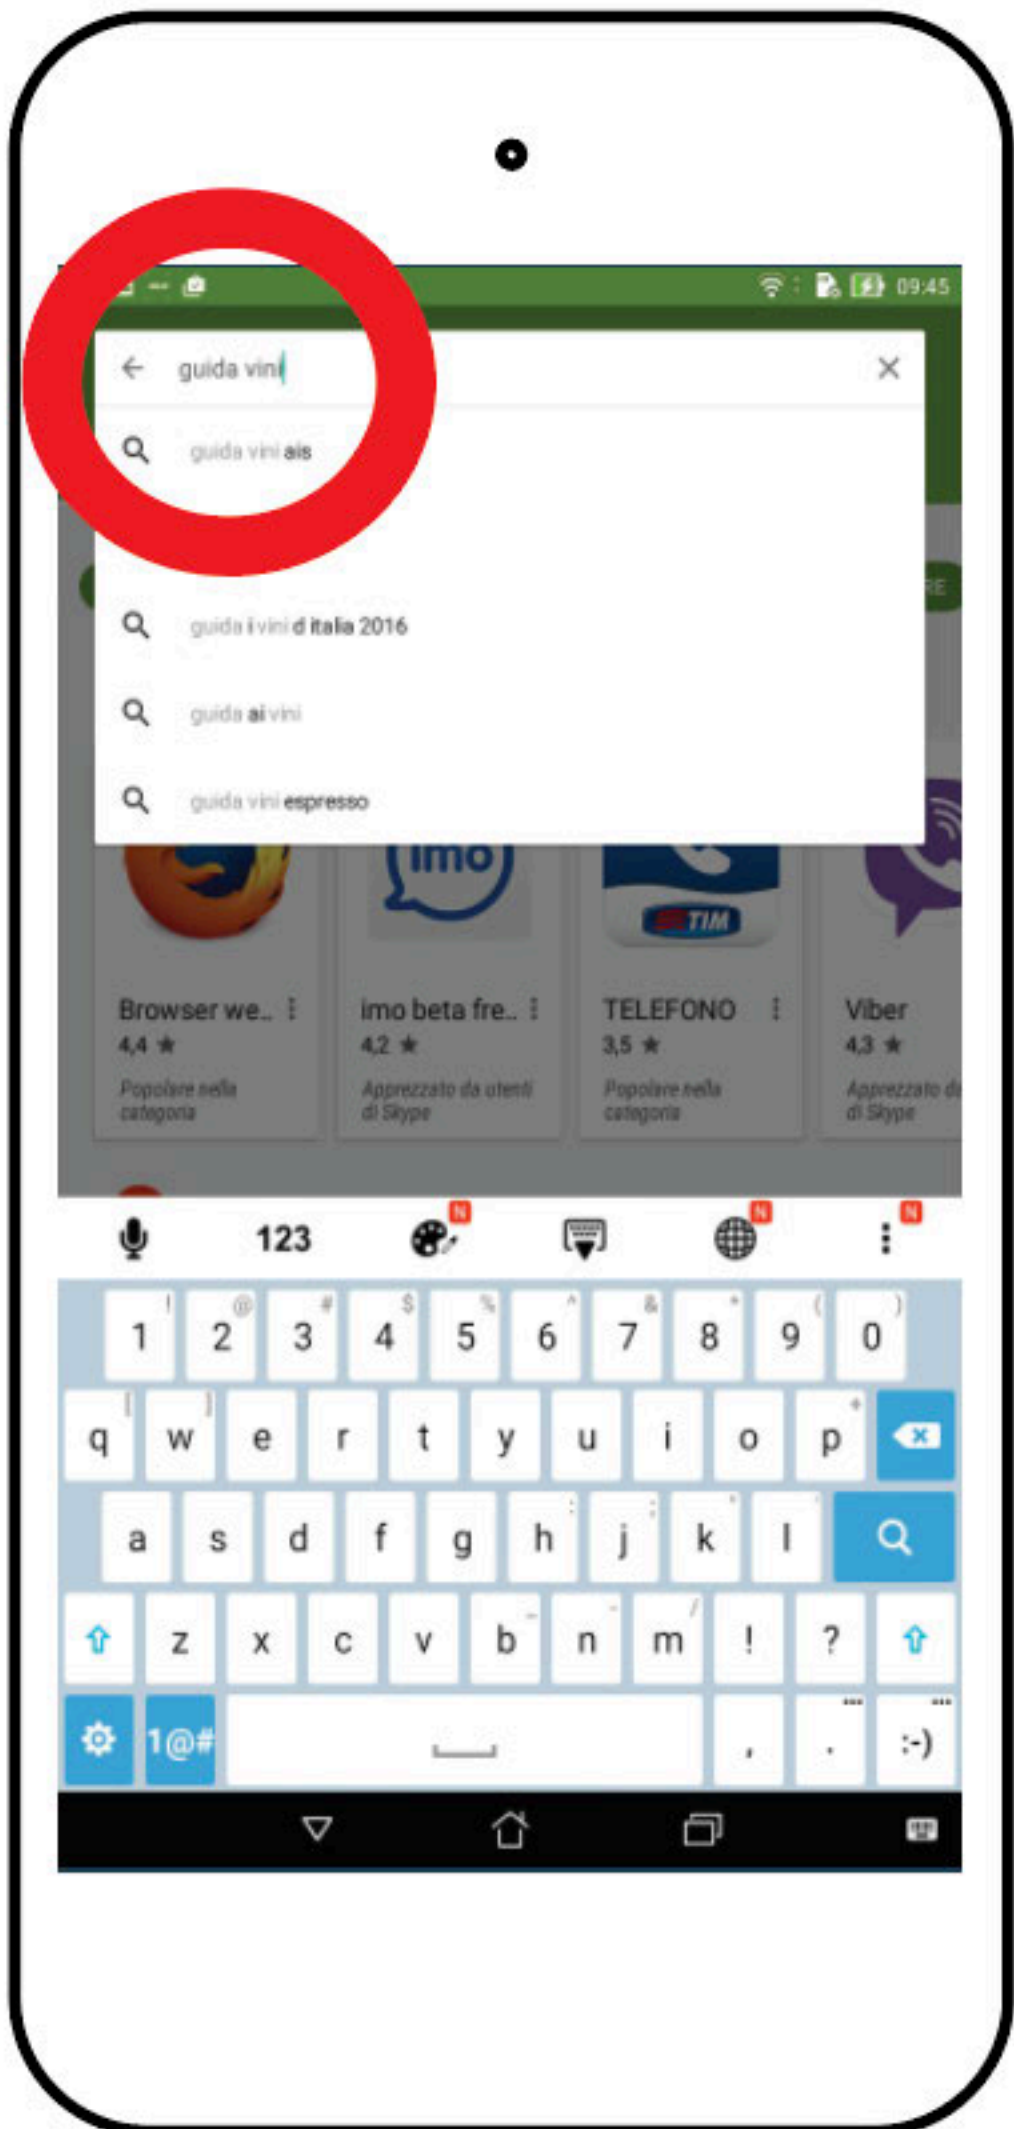 09:45
guida vini
guida vini ais
guida i vini d italia 2016
guida ai vini
guida vini espresso
RE
imo
TIM
Browser we..
imo beta fre..
TELEFONO
Viber
4,4 ★
4,2 ★
3,5 ★
4,3 ★
Popolare nella
categoria
Apprezzato da utenti
di Skype
Popolare nella
categoria
Apprezzato da
di Skype
123
N
N
N
! @ # $ % ^ & * ( )
1 2 3 4 5 6 7 8 9 0
[ ] +
q w e r t y u i o p
a s d f g h j k l
: ; " '
z x c v b n m ! ?
_ - /
1@# , . :-)